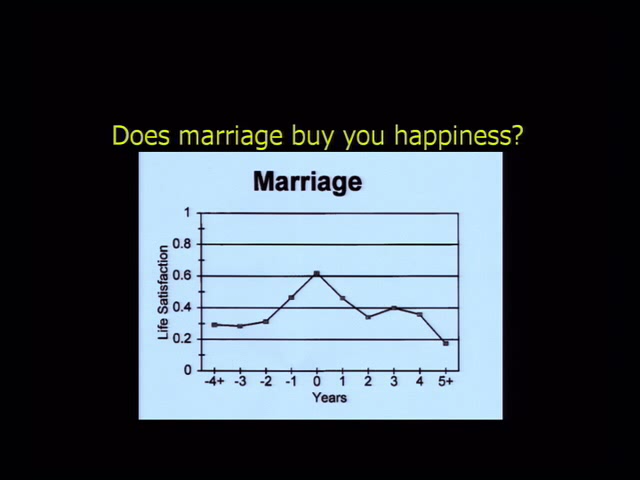 Does marriage buy you happiness?
Marriage
1
0.8
0.6
0.4
0.2
0
Life Satisfaction
-4+ -3 -2 -1 0 1 2 3 4 5+
Years